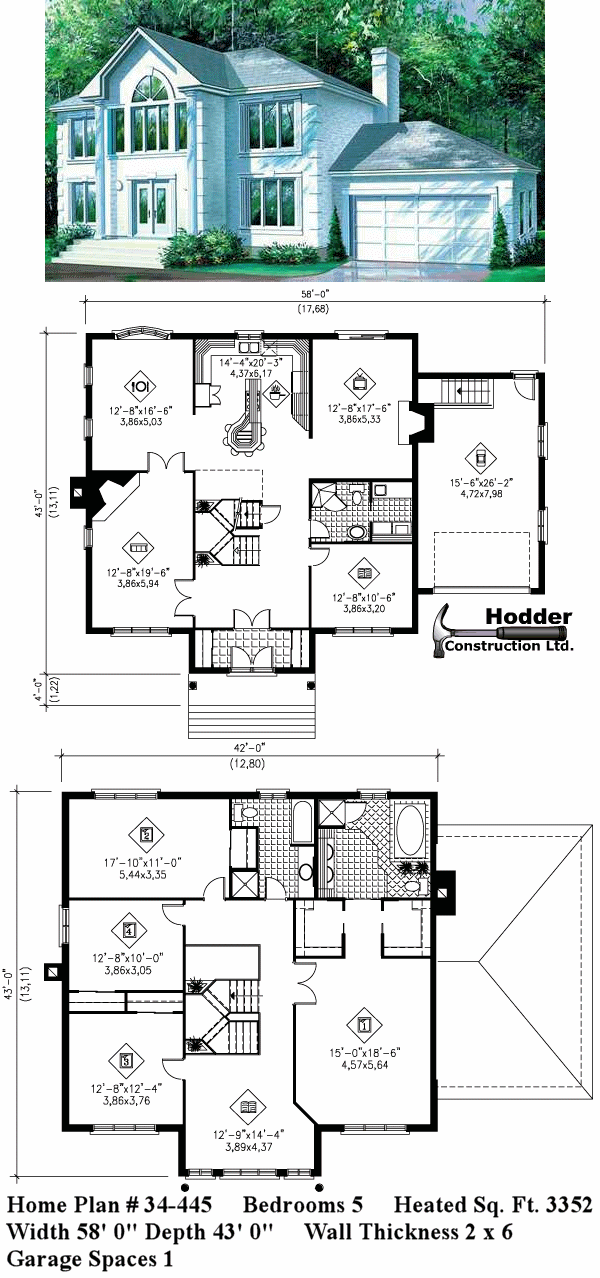 58'-0"
(17,68)
14'-4"x20'-3"
4,37x6,17
12'-8"x16'-6"
3,86x5,03
12'-8"x17'-6"
3,86x5,33
15'-6"x26'-2"
4,72x7,98
43'-0"
(13,11)
12'-8"x19'-6"
3,86x5,94
12'-8"x10'-6"
3,86x3,20
Hodder
Construction Ltd.
4'-0"
(1,22)
42'-0"
(12,80)
2
17'-10"x11'-0"
5,44x3,35
4
12'-8"x10'-0"
3,86x3,05
43'-0"
(13,11)
1
15'-0"x18'-6"
4,57x5,64
3
12'-8"x12'-4"
3,86x3,76
12'-9"x14'-4"
3,89x4,37
Home Plan # 34-445 Bedrooms 5 Heated Sq. Ft. 3352
Width 58' 0" Depth 43' 0" Wall Thickness 2 x 6
Garage Spaces 1